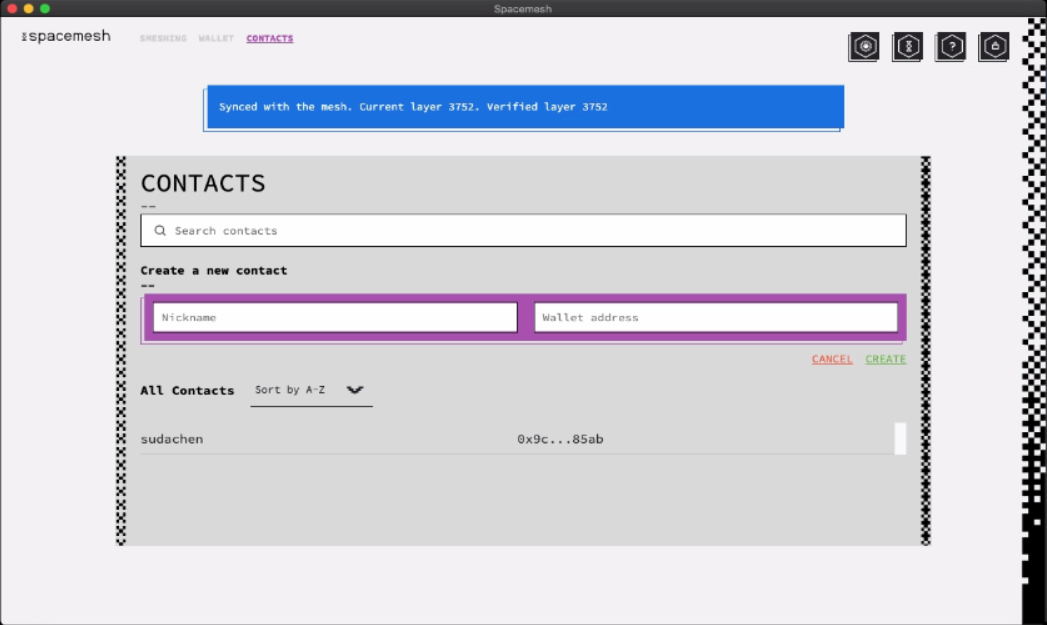 Spacemesh
spacemesh
SMESHING WALLET CONTACTS
?
Synced with the mesh. Current layer 3752. Verified layer 3752
CONTACTS
--
Search contacts
Create a new contact
--
Nickname Wallet address
CANCEL CREATE
All Contacts Sort by A-Z
sudachen 0x9c...85ab